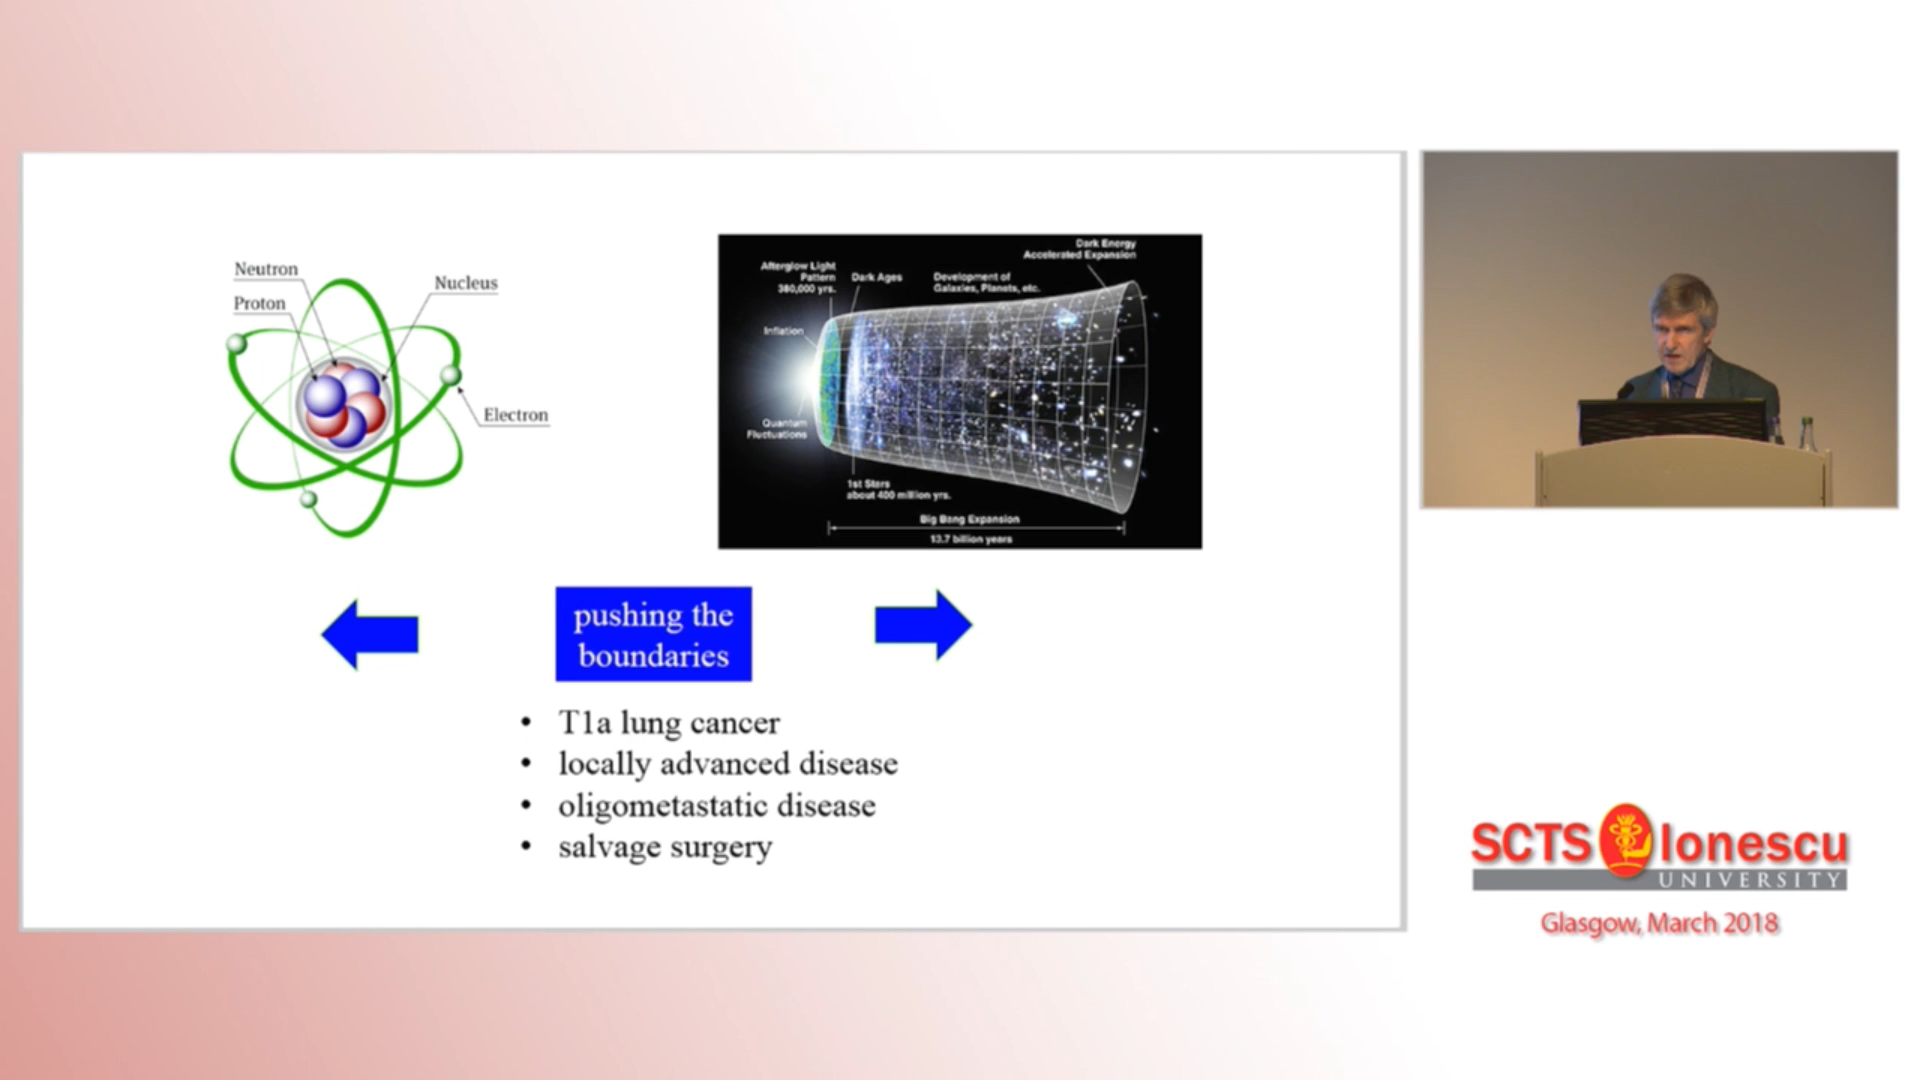 Neutron
Proton
Nucleus
Electron
Dark Energy
Accelerated Expansion
Afterglow Light
Pattern
380,000 yrs.
Dark Ages
Development of
Galaxies, Planets, etc.
Inflation
Quantum
Fluctuations
1st Stars
about 400 million yrs.
Big Bang Expansion
13.7 billion years
pushing the
boundaries
• T1a lung cancer
• locally advanced disease
• oligometastatic disease
• salvage surgery
SCTS Ionescu
UNIVERSITY
Glasgow, March 2018